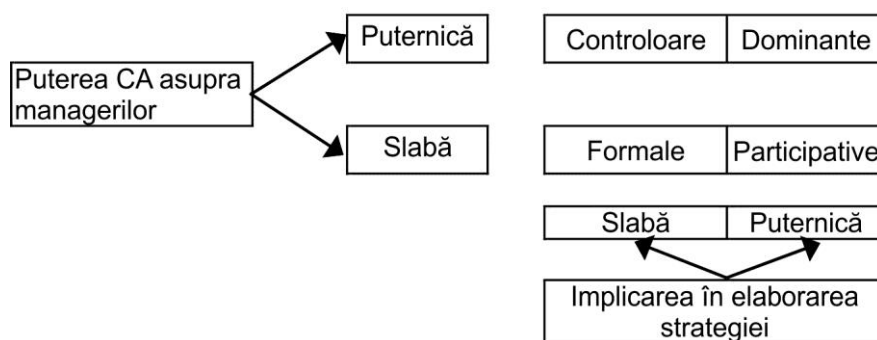 Puternică
Controloare
Dominante
Puterea CA asupra
managerilor
Slabă
Formale
Participative
Slabă
Puternică
Implicarea în elaborarea
strategiei